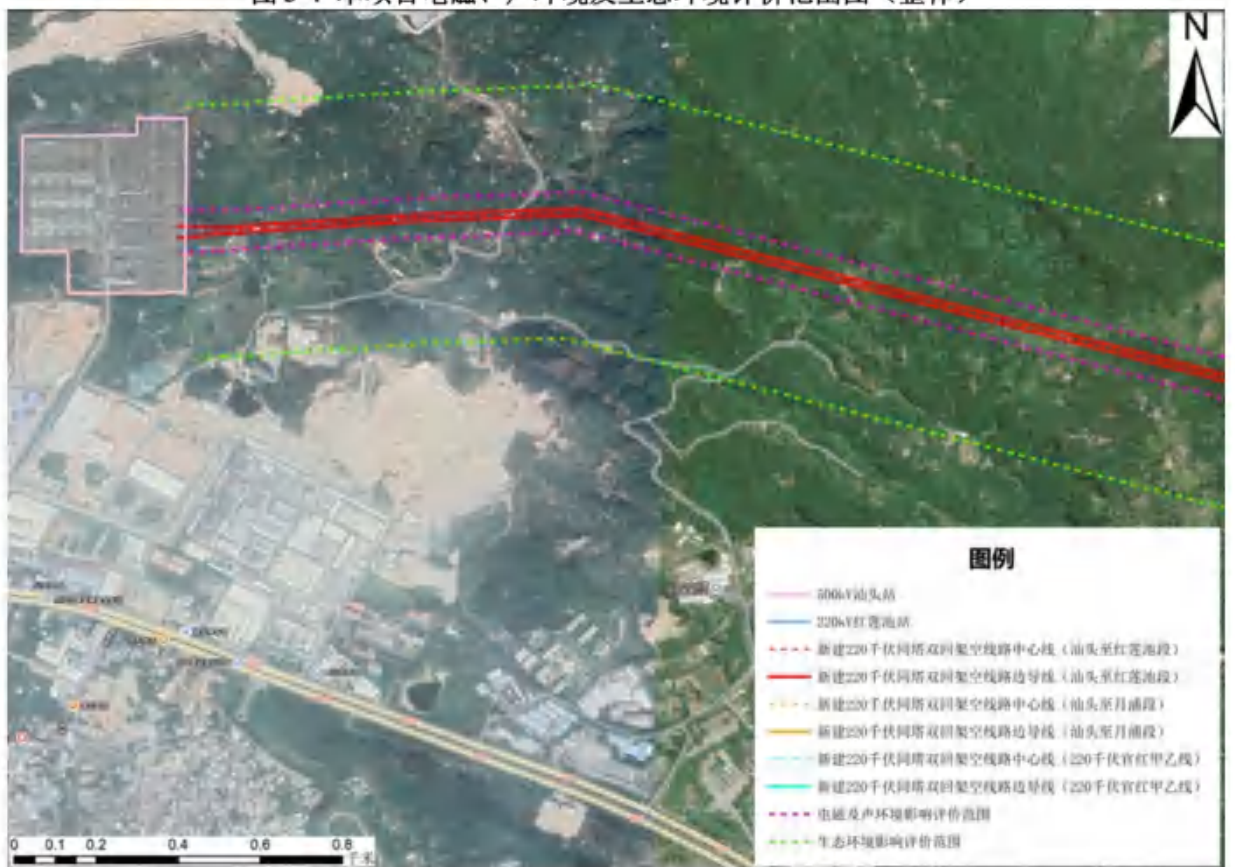 N
图例
500kV汕头站
220kV红莲池站
新建220千伏同塔双回架空线路中心线（汕头至红莲池段）
新建220千伏同塔双回架空线路边导线（汕头至红莲池段）
新建220千伏同塔双回架空线路中心线（汕头至月浦段）
新建220千伏同塔双回架空线路边导线（汕头至月浦段）
新建220千伏同塔双回架空线路中心线（220千伏官红甲乙线）
新建220千伏同塔双回架空线路边导线（220千伏官红甲乙线）
电磁及声环境影响评价范围
生态环境影响评价范围
0 0.1 0.2 0.4 0.6 0.8
千米